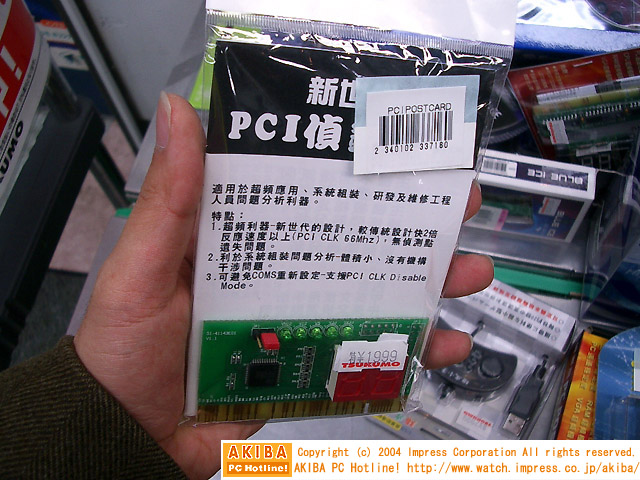 新世
PCI偵
PCIPOSTCARD
2 340102 337180
適用於超頻應用、系統組裝、研發及維修工程
人員問題分析利器。
特點：
1.超頻利器-新世代的設計，較傳統設計快2倍
反應速度以上(PCI CLK 66Mhz)，無偵測點
遺失問題。
2.利於系統組裝問題分析-體積小、沒有機構
干涉問題。
3.可避免COMS重新設定-支援PCI CLK Disable
Mode。
¥1999
TSUKUMO
BLUE ICE
UKUMO
AKIBA
PC Hotline!
Copyright (c) 2004 Impress Corporation All rights reserved.
AKIBA PC Hotline! http://www.watch.impress.co.jp/akiba/